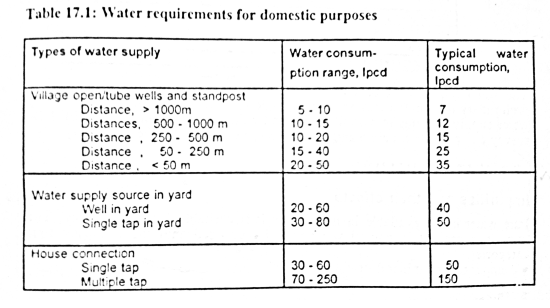 Table 17.1: Water requirements for domestic purposes
Types of water supply Water consum- Typical water
ption range, lpcd consumption,
lpcd
Village open/tube wells and standpost
Distance, > 1000m 5 - 10 7
Distances, 500 - 1000 m 10 - 15 12
Distance , 250 - 500 m 10 - 20 15
Distance , 50 - 250 m 15 - 40 25
Distance , < 50 m 20 - 50 35
Water supply source in yard
Well in yard 20 - 60 40
Single tap in yard 30 - 80 50
House connection
Single tap 30 - 60 50
Multiple tap 70 - 250 150